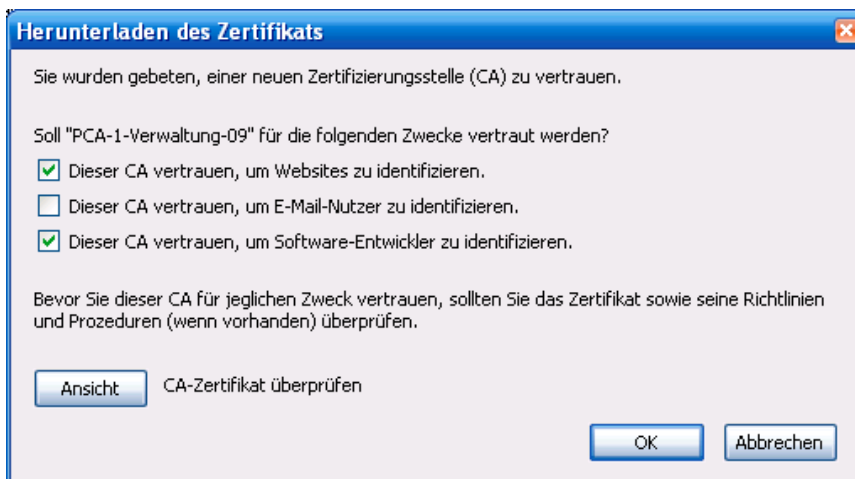 Herunterladen des Zertifikats
Sie wurden gebeten, einer neuen Zertifizierungsstelle (CA) zu vertrauen.
Soll "PCA-1-Verwaltung-09" für die folgenden Zwecke vertraut werden?
Dieser CA vertrauen, um Websites zu identifizieren.
Dieser CA vertrauen, um E-Mail-Nutzer zu identifizieren.
Dieser CA vertrauen, um Software-Entwickler zu identifizieren.
Bevor Sie dieser CA für jeglichen Zweck vertrauen, sollten Sie das Zertifikat sowie seine Richtlinien
und Prozeduren (wenn vorhanden) überprüfen.
Ansicht CA-Zertifikat überprüfen
OK Abbrechen